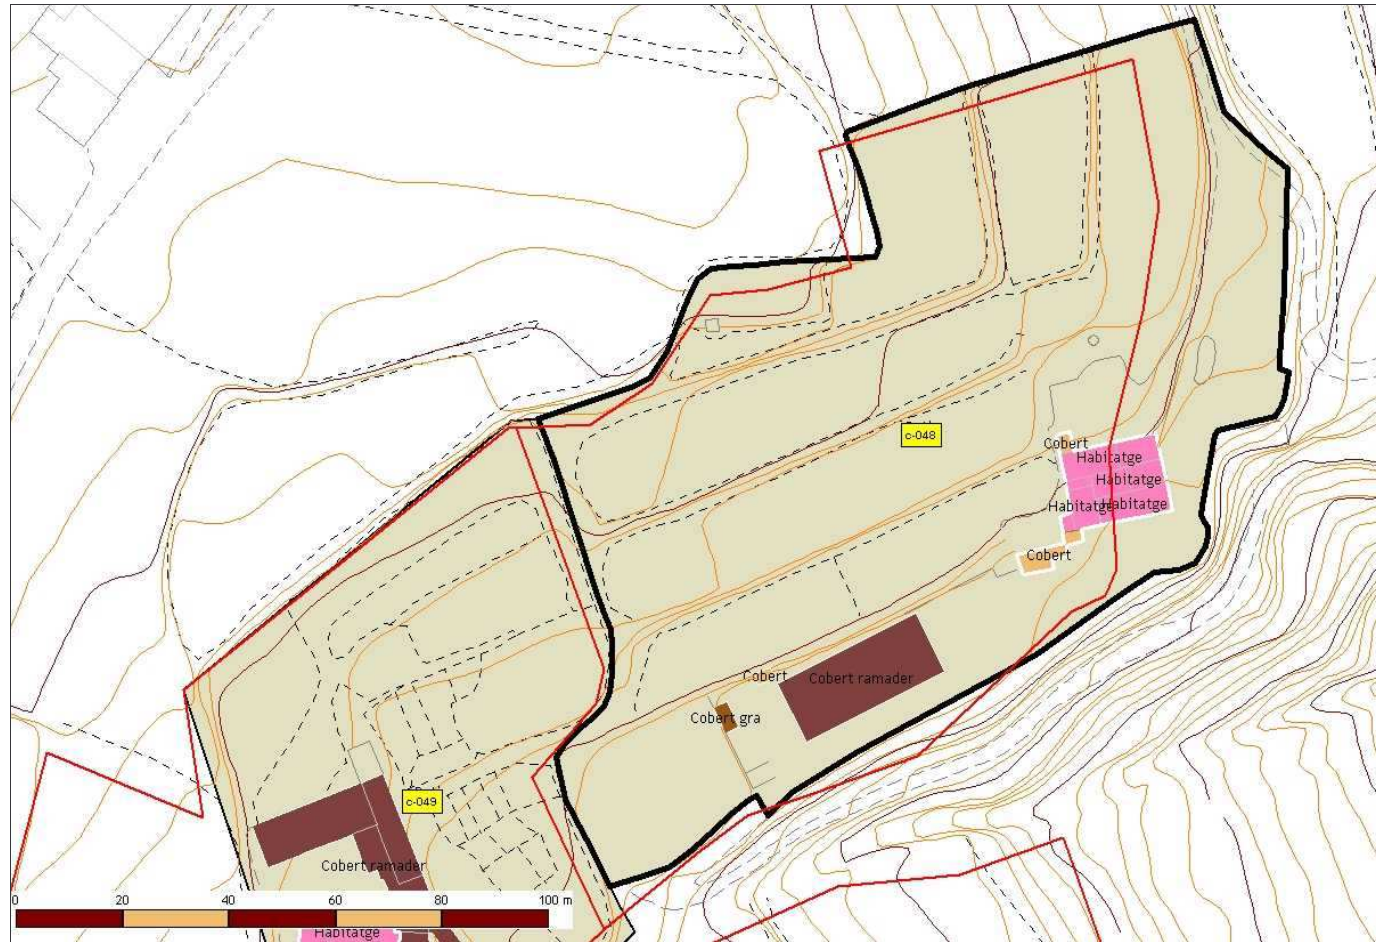 c-048
Cobert
Habitatge
Habitatge
Habitatge
Habitatge
Cobert
Cobert
Cobert ramader
Cobert gra
c-049
Cobert ramader
0 20 40 60 80 100 m
Habitatge